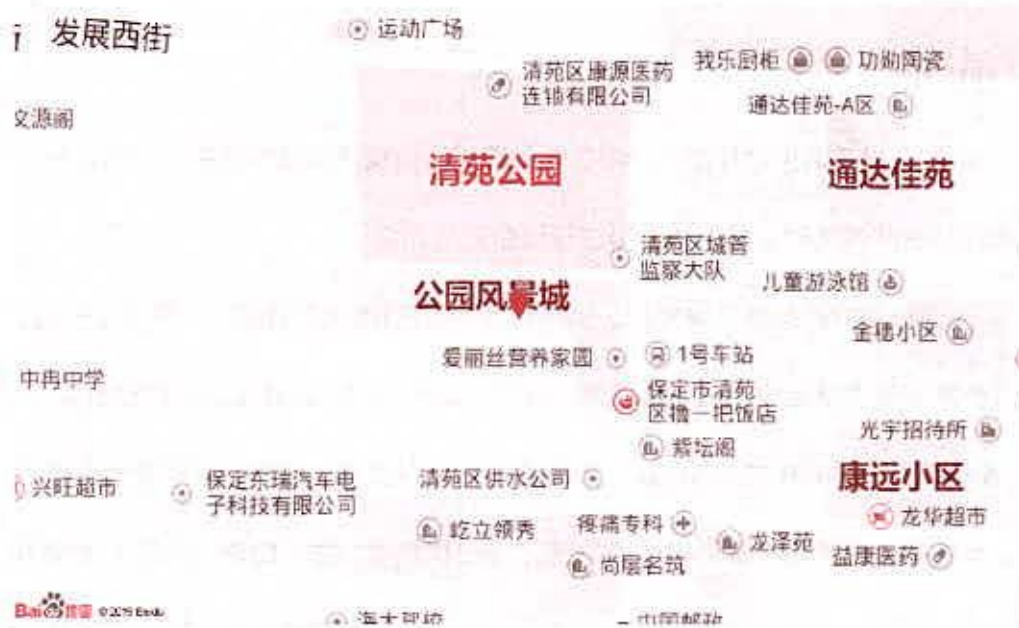 发展西街
运动广场
我乐厨柜
功勋陶瓷
清苑区康源医药
连锁有限公司
通达佳苑-A区
文源阁
清苑公园
通达佳苑
清苑区城管
监察大队
儿童游泳馆
公园风景城
金穗小区
爱丽丝营养家园
1号车站
中冉中学
保定市清苑
区撸一把饭店
光宇招待所
紫坛阁
康远小区
兴旺超市
保定东瑞汽车电
子科技有限公司
清苑区供水公司
龙华超市
屹立领秀
疼痛专科
龙泽苑
益康医药
尚层名筑
Bai 地图